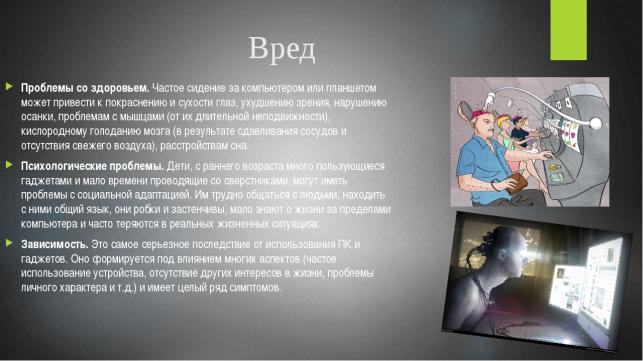 Вред
Проблемы со здоровьем. Частое сидение за компьютером или планшетом
может привести к покраснению и сухости глаз, ухудшению зрения, нарушению
осанки, проблемам с мышцами (от их длительной неподвижности),
кислородному голоданию мозга (в результате сдавливания сосудов и
отсутствия свежего воздуха), расстройствам сна.
Психологические проблемы. Дети, с раннего возраста много пользующиеся
гаджетами и мало времени проводящие со сверстниками, могут иметь
проблемы с социальной адаптацией. Им трудно общаться с людьми, находить
с ними общий язык, они робки и застенчивы, мало знают о жизни за пределами
компьютера и часто теряются в реальных жизненных ситуациях.
Зависимость. Это самое серьезное последствие от использования ПК и
гаджетов. Оно формируется под влиянием многих аспектов (частое
использование устройства, отсутствие других интересов в жизни, проблемы
личного характера и т.д.) и имеет целый ряд симптомов.